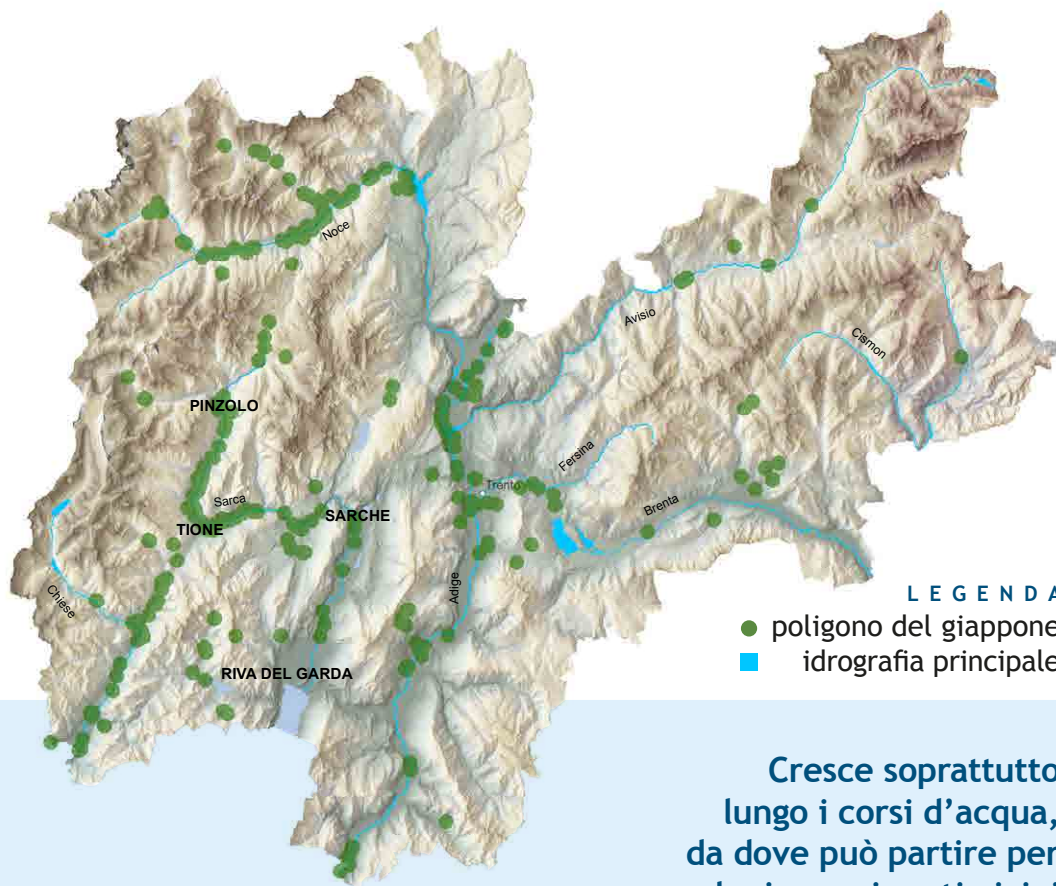 Noce
Avisio
Cismon
PINZOLO
Fersina
Trento
Sarca
SARCHE
Brenta
TIONE
Adige
Chiese
LEGENDA
poligono del giappone
idrografia principale
RIVA DEL GARDA
Cresce soprattutto
lungo i corsi d'acqua,
da dove può partire per